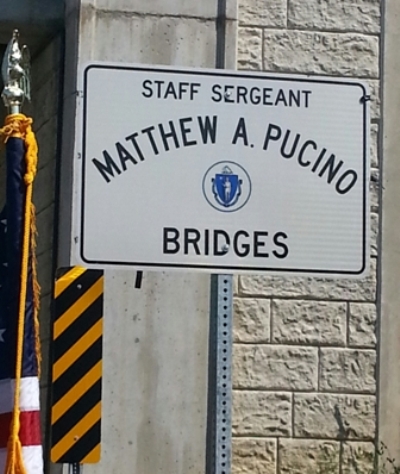 STAFF SERGEANT
MATTHEW A. PUCINO
BRIDGES